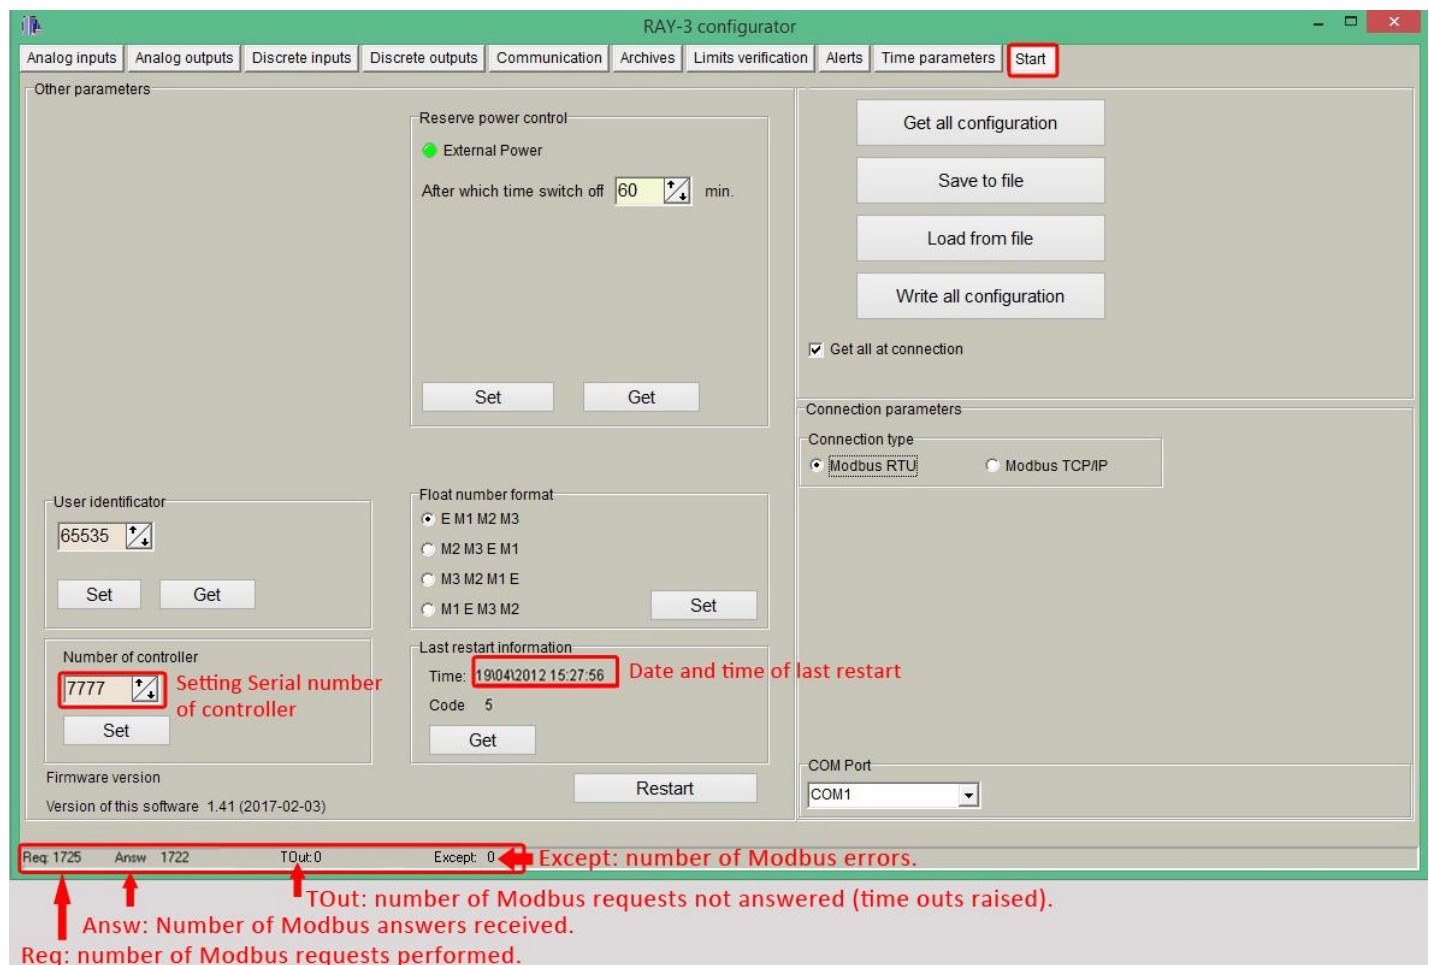 RAY-3 configurator
Analog inputs Analog outputs Discrete inputs Discrete outputs Communication Archives Limits verification Alerts Time parameters Start
Other parameters
Reserve power control
External Power
After which time switch off 60 min.
Set Get
Get all configuration
Save to file
Load from file
Write all configuration
Get all at connection
Connection parameters
Connection type
Modbus RTU Modbus TCP/IP
User identificator
65535
Set Get
Float number format
E M1 M2 M3
M2 M3 E M1
M3 M2 M1 E
M1 E M3 M2
Set
Number of controller
7777
Setting Serial number
of controller
Set
Last restart information
Time: 19\04\2012 15:27:56 Date and time of last restart
Code 5
Get
Firmware version
Version of this software 1.41 (2017-02-03)
Restart
COM Port
COM1
Req: 1725 Answ 1722 TOut: 0 Except: 0 Except: number of Modbus errors.
TOut: number of Modbus requests not answered (time outs raised).
Answ: Number of Modbus answers received.
Req: number of Modbus requests performed.